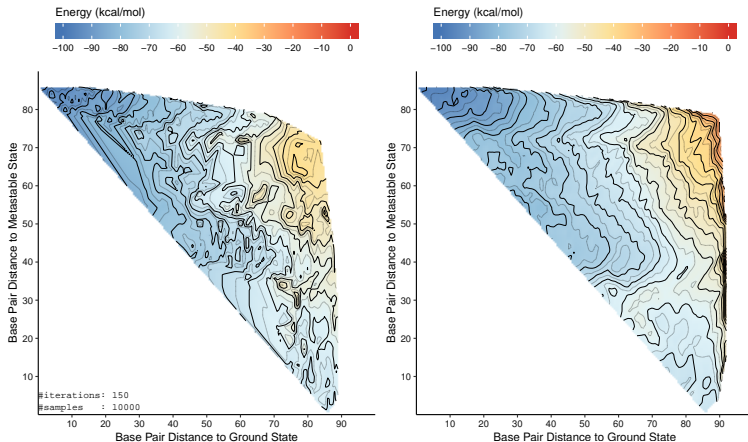 Energy (kcal/mol)
−100 −90 −80 −70 −60 −50 −40 −30 −20 −10 0
Base Pair Distance to Metastable State
80
70
60
50
40
30
20
10
#iterations: 150
#samples : 10000
10 20 30 40 50 60 70 80 90
Base Pair Distance to Ground State
Energy (kcal/mol)
−100 −90 −80 −70 −60 −50 −40 −30 −20 −10 0
Base Pair Distance to Metastable State
80
70
60
50
40
30
20
10
10 20 30 40 50 60 70 80 90
Base Pair Distance to Ground State